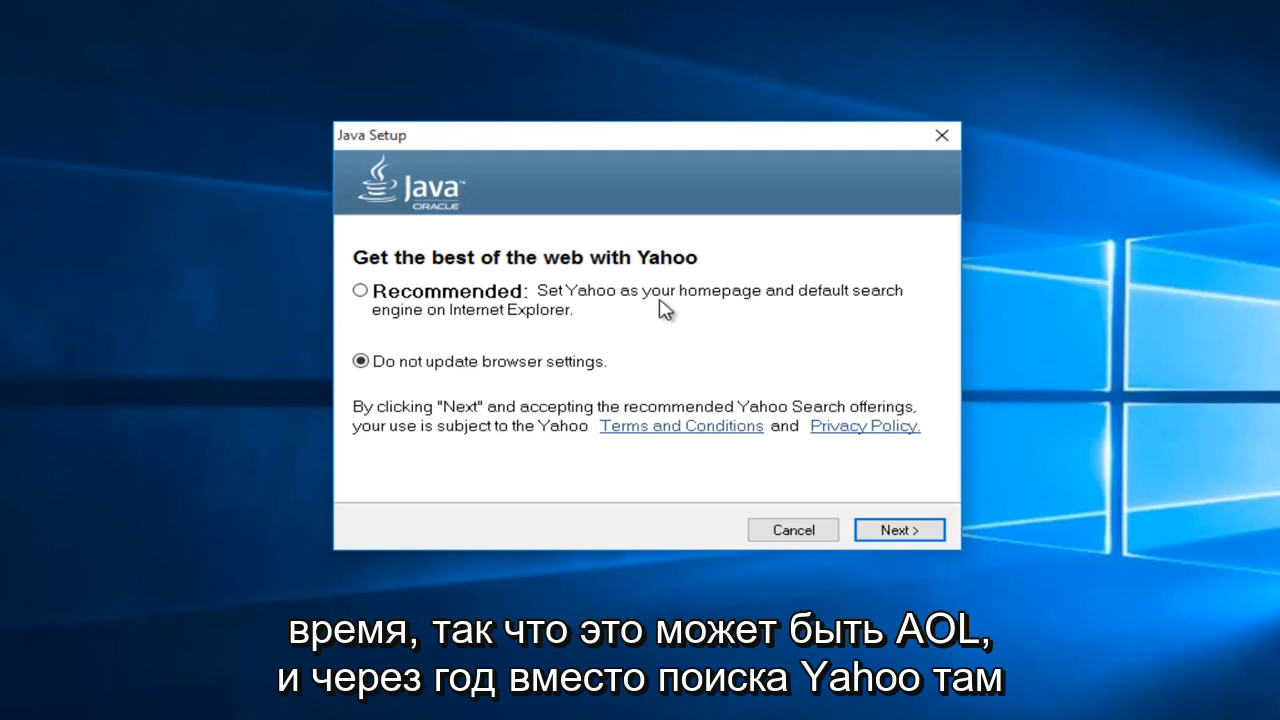 Java Setup
Java™
ORACLE
Get the best of the web with Yahoo
Recommended: Set Yahoo as your homepage and default search
engine on Internet Explorer.
Do not update browser settings.
By clicking "Next" and accepting the recommended Yahoo Search offerings,
your use is subject to the Yahoo Terms and Conditions and Privacy Policy.
Cancel
Next >
время, так что это может быть AOL,
и через год вместо поиска Yahoo там